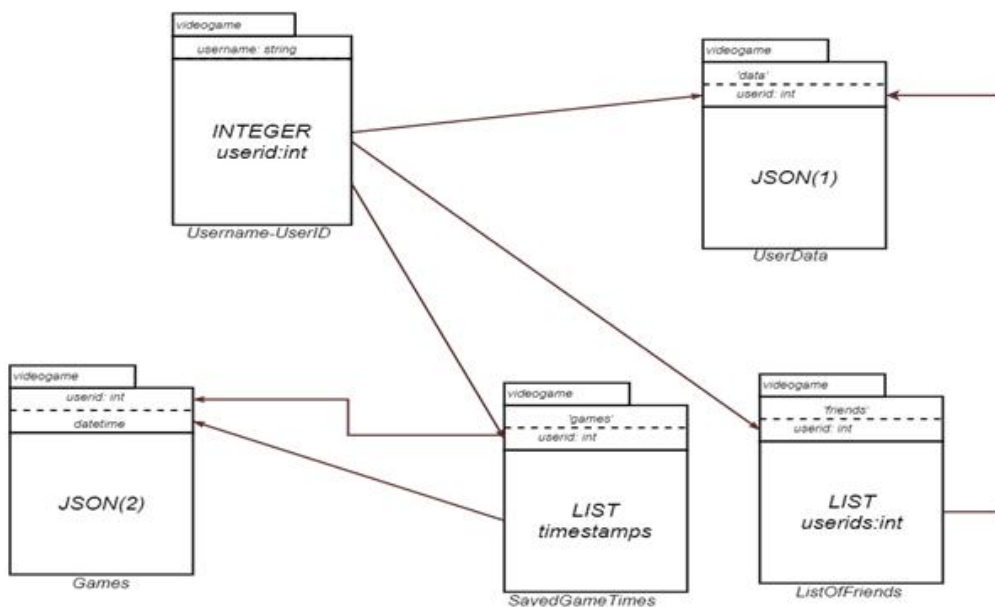 videogame
username: string
INTEGER
userid:int
Username-UserID
videogame
'data'
userid: int
JSON(1)
UserData
videogame
userid: int
datetime
JSON(2)
Games
videogame
'games'
userid: int
LIST
timestamps
SavedGameTimes
videogame
'friends'
userid: int
LIST
userids:int
ListOfFriends